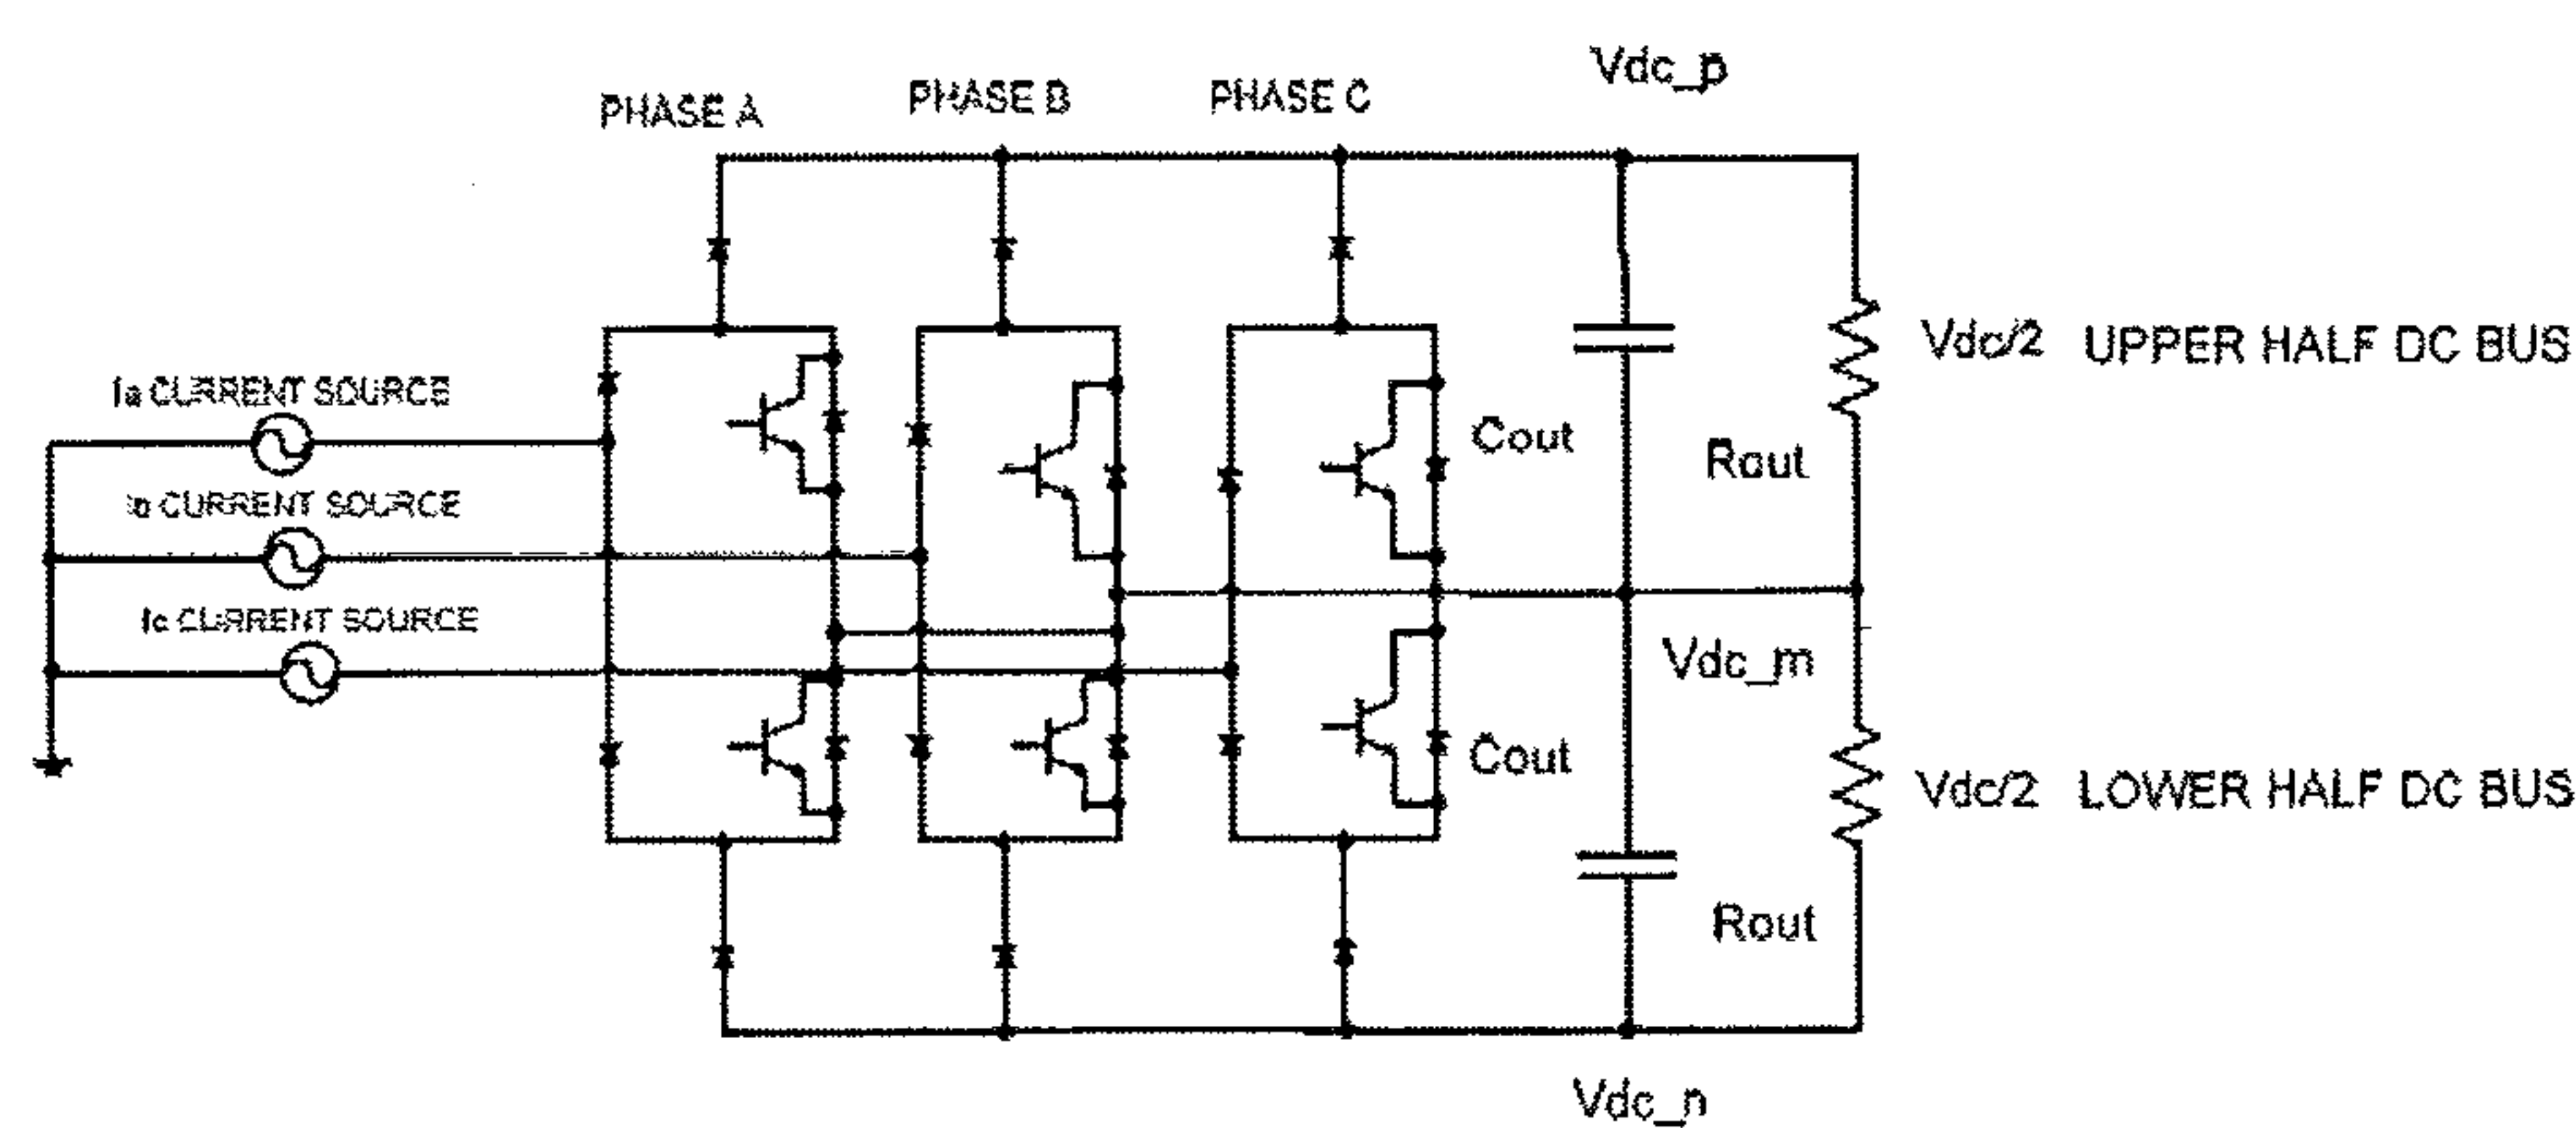 Vdc_p
PHASE A
PHASE B
PHASE C
Vdc/2 UPPER HALF DC BUS
Ia CURRENT SOURCE
Cout
Rout
CURRENT SOURCE
Ic CURRENT SOURCE
Vdc_m
Cout
Vdc/2 LOWER HALF DC BUS
Rout
Vdc_n